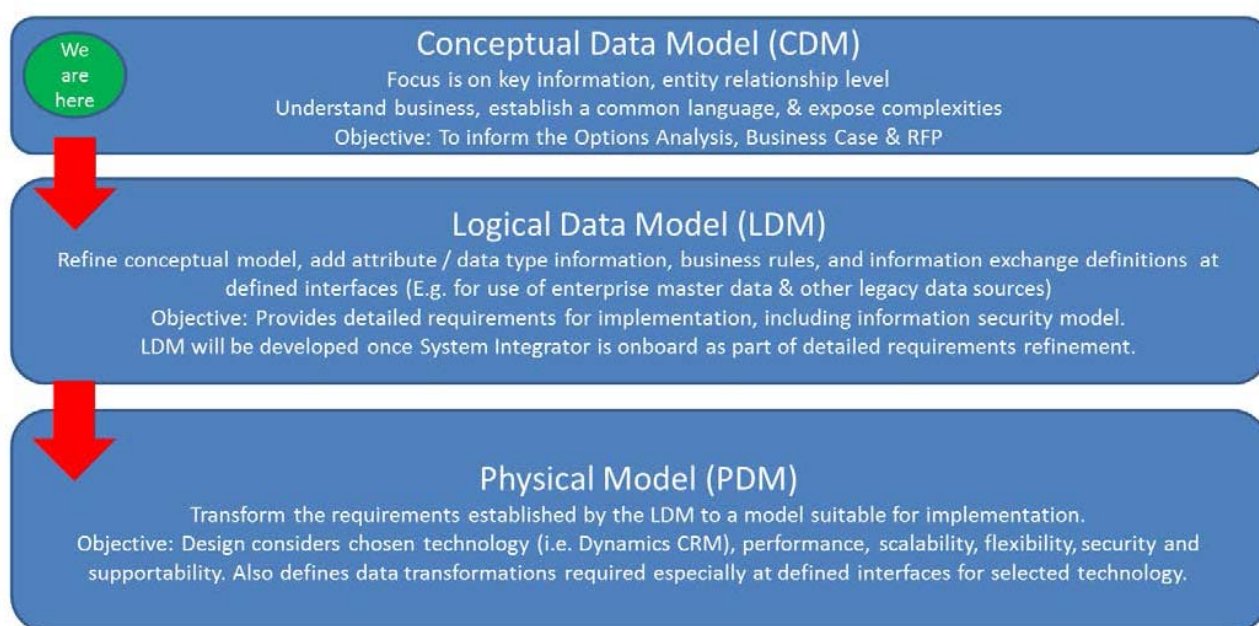 We
are
here
Conceptual Data Model (CDM)
Focus is on key information, entity relationship level
Understand business, establish a common language, & expose complexities
Objective: To inform the Options Analysis, Business Case & RFP
Logical Data Model (LDM)
Refine conceptual model, add attribute / data type information, business rules, and information exchange definitions at
defined interfaces (E.g. for use of enterprise master data & other legacy data sources)
Objective: Provides detailed requirements for implementation, including information security model.
LDM will be developed once System Integrator is onboard as part of detailed requirements refinement.
Physical Model (PDM)
Transform the requirements established by the LDM to a model suitable for implementation.
Objective: Design considers chosen technology (i.e. Dynamics CRM), performance, scalability, flexibility, security and
supportability. Also defines data transformations required especially at defined interfaces for selected technology.